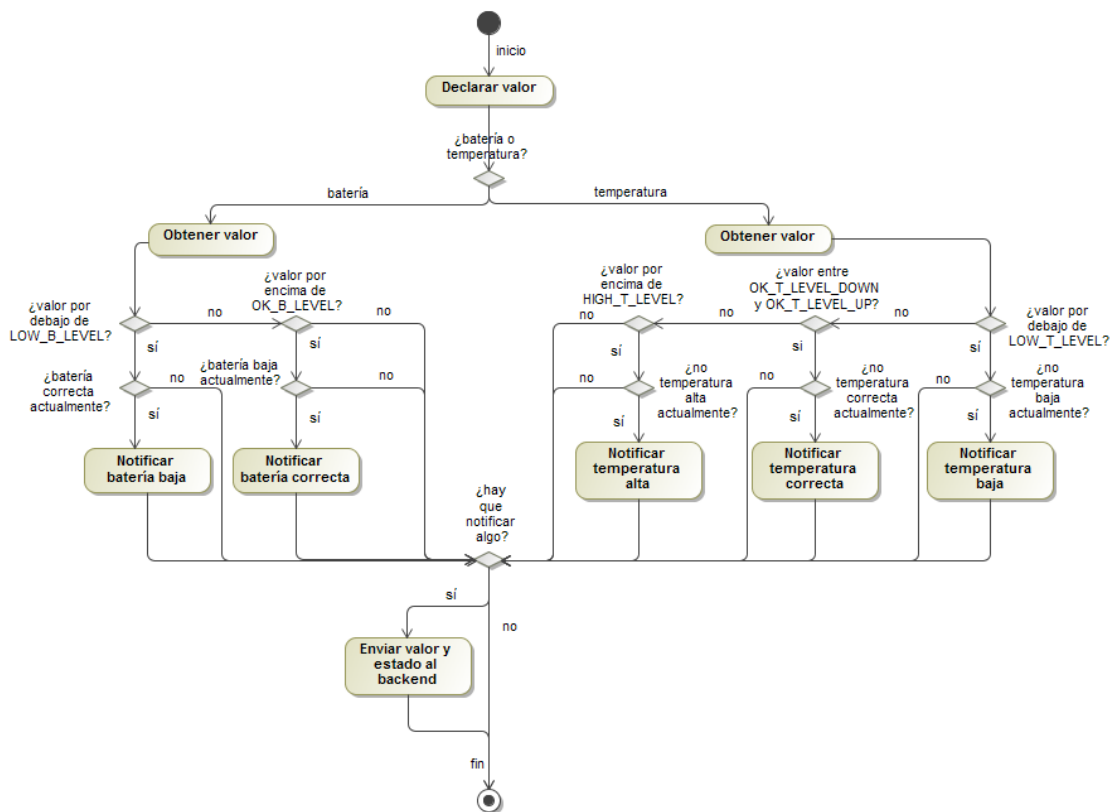 inicio
Declarar valor
¿batería o
temperatura?
batería
temperatura
Obtener valor
Obtener valor
¿valor por
debajo de
LOW_B_LEVEL?
no
¿valor por
encima de
OK_B_LEVEL?
no
¿valor por
encima de
HIGH_T_LEVEL?
no
no
¿valor entre
OK_T_LEVEL_DOWN
y OK_T_LEVEL_UP?
no
¿valor por
debajo de
LOW_T_LEVEL?
sí
sí
sí
si
sí
¿batería
correcta
actualmente?
no
¿batería baja
actualmente?
no
no
¿no
temperatura
alta
actualmente?
no
¿no
temperatura
correcta
actualmente?
no
¿no
temperatura
baja
actualmente?
sí
sí
sí
sí
sí
Notificar
batería baja
Notificar
batería correcta
Notificar
temperatura
alta
Notificar
temperatura
correcta
Notificar
temperatura
baja
¿hay
que
notificar
algo?
sí
no
Enviar valor y
estado al
backend
fin